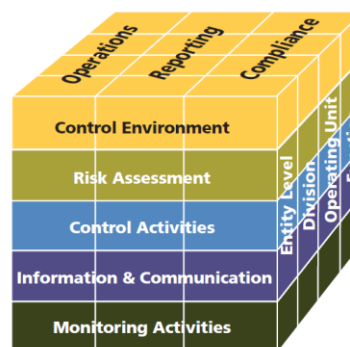 Operations
Reporting
Compliance
Control Environment
Risk Assessment
Control Activities
Information & Communication
Monitoring Activities
Entity Level
Division
Operating Unit